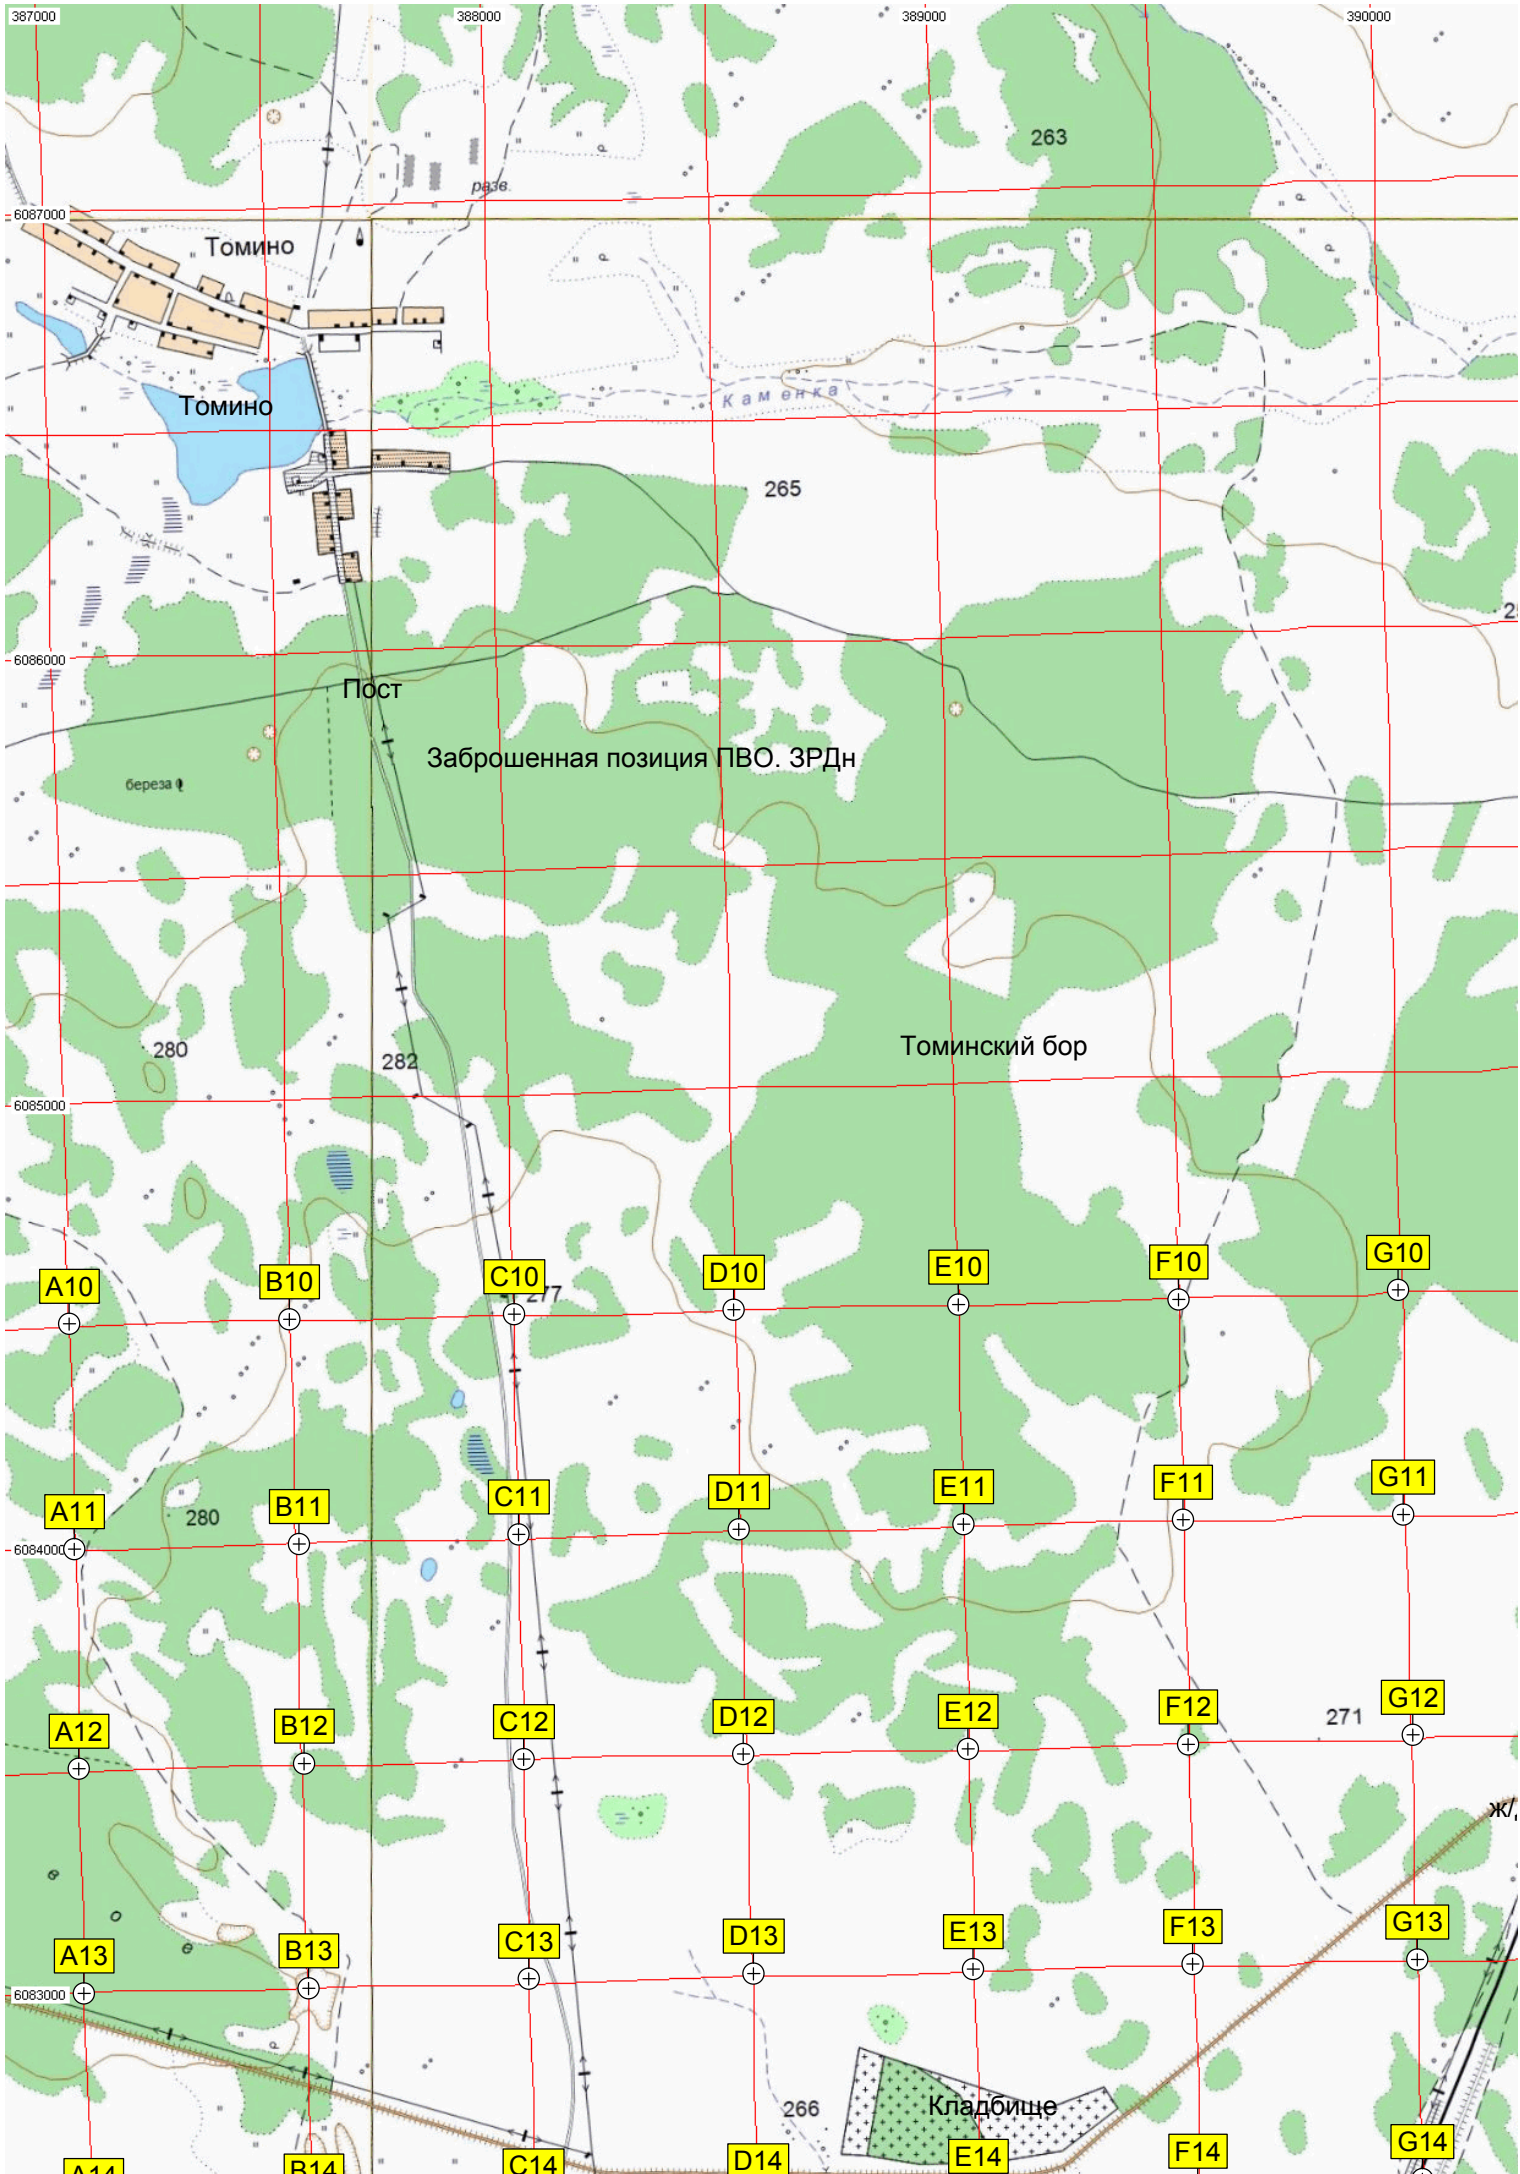 387000 388000 389000 390000
263
разв.
6087000
Томино
Каменка
Томино
265
6086000
Пост
Заброшенная позиция ПВО. ЗРДн
береза
280
282
Томинский бор
6085000
A10 B10 C10 D10 E10 F10 G10
277
A11 B11 C11 D11 E11 F11 G11
280
6084000
A12 B12 C12 D12 E12 F12 G12
271
ж/
A13 B13 C13 D13 E13 F13 G13
6083000
266
Кладбище
A14 B14 C14 D14 E14 F14 G14